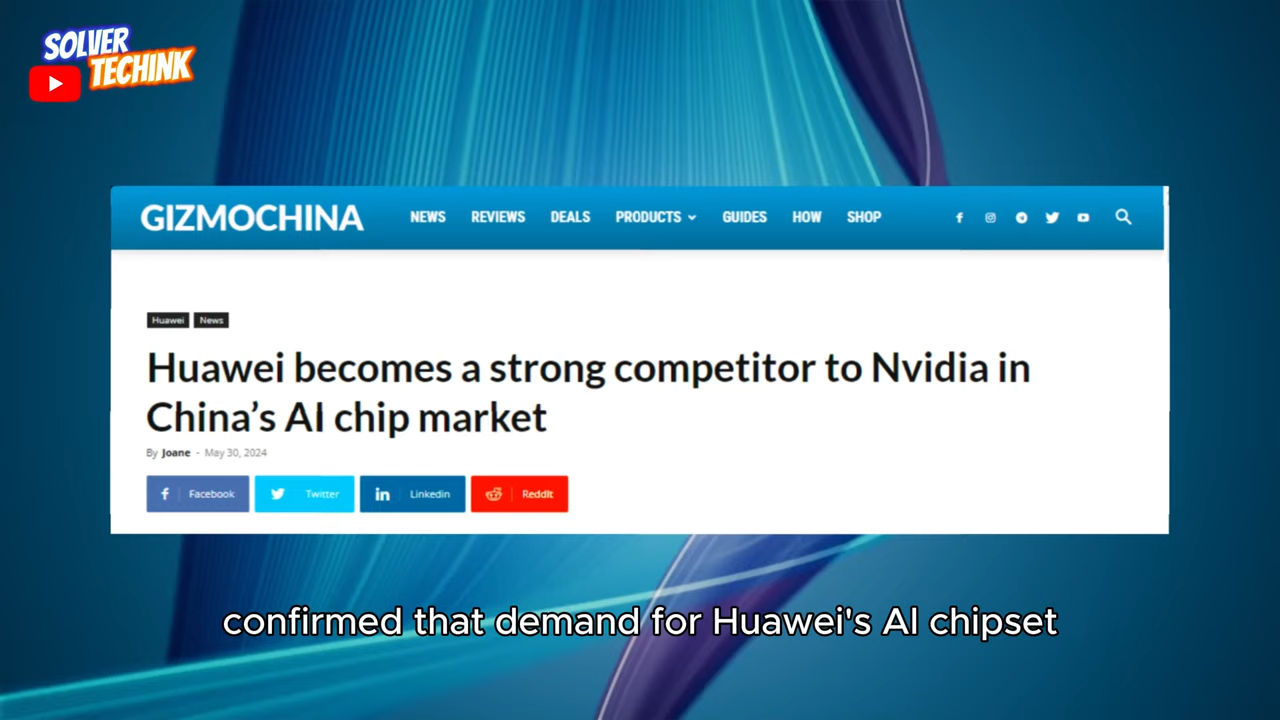 SOLVER
TECHINK
GIZMOCHINA NEWS REVIEWS DEALS PRODUCTS GUIDES HOW SHOP
Huawei News
Huawei becomes a strong competitor to Nvidia in
China’s AI chip market
By Joane - May 30, 2024
Facebook Twitter Linkedin ReddIt
confirmed that demand for Huawei's AI chipset